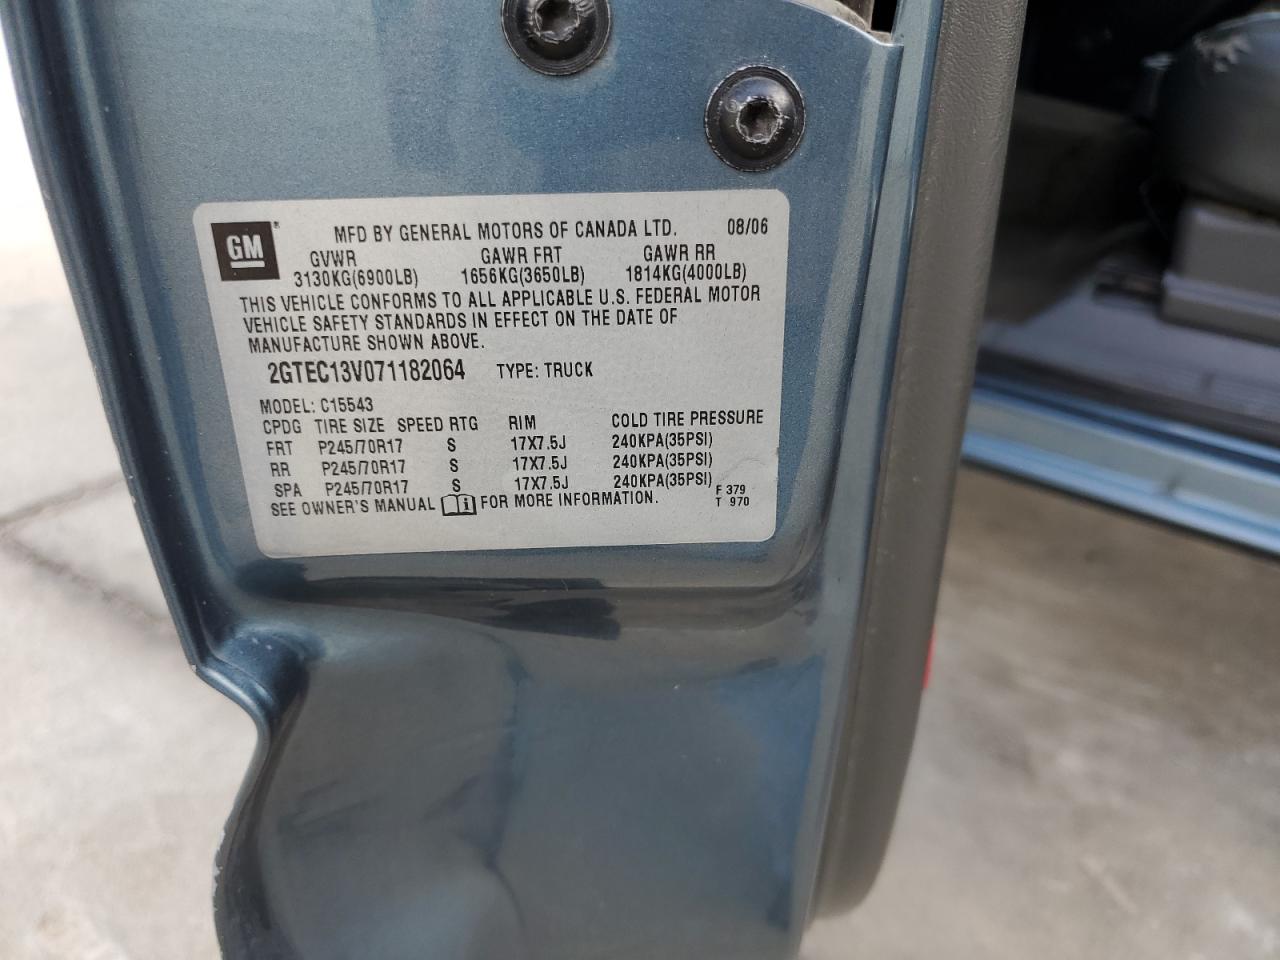 GM
MFD BY GENERAL MOTORS OF CANADA LTD. 08/06
GVWR GAWR FRT GAWR RR
3130KG(6900LB) 1656KG(3650LB) 1814KG(4000LB)
THIS VEHICLE CONFORMS TO ALL APPLICABLE U.S. FEDERAL MOTOR
VEHICLE SAFETY STANDARDS IN EFFECT ON THE DATE OF
MANUFACTURE SHOWN ABOVE.
2GTEC13V071182064 TYPE: TRUCK
MODEL: C15543
CPDG TIRE SIZE SPEED RTG RIM COLD TIRE PRESSURE
FRT P245/70R17 S 17X7.5J 240KPA(35PSI)
RR P245/70R17 S 17X7.5J 240KPA(35PSI)
SPA P245/70R17 S 17X7.5J 240KPA(35PSI)
SEE OWNER'S MANUAL i FOR MORE INFORMATION.
F 379
T 970